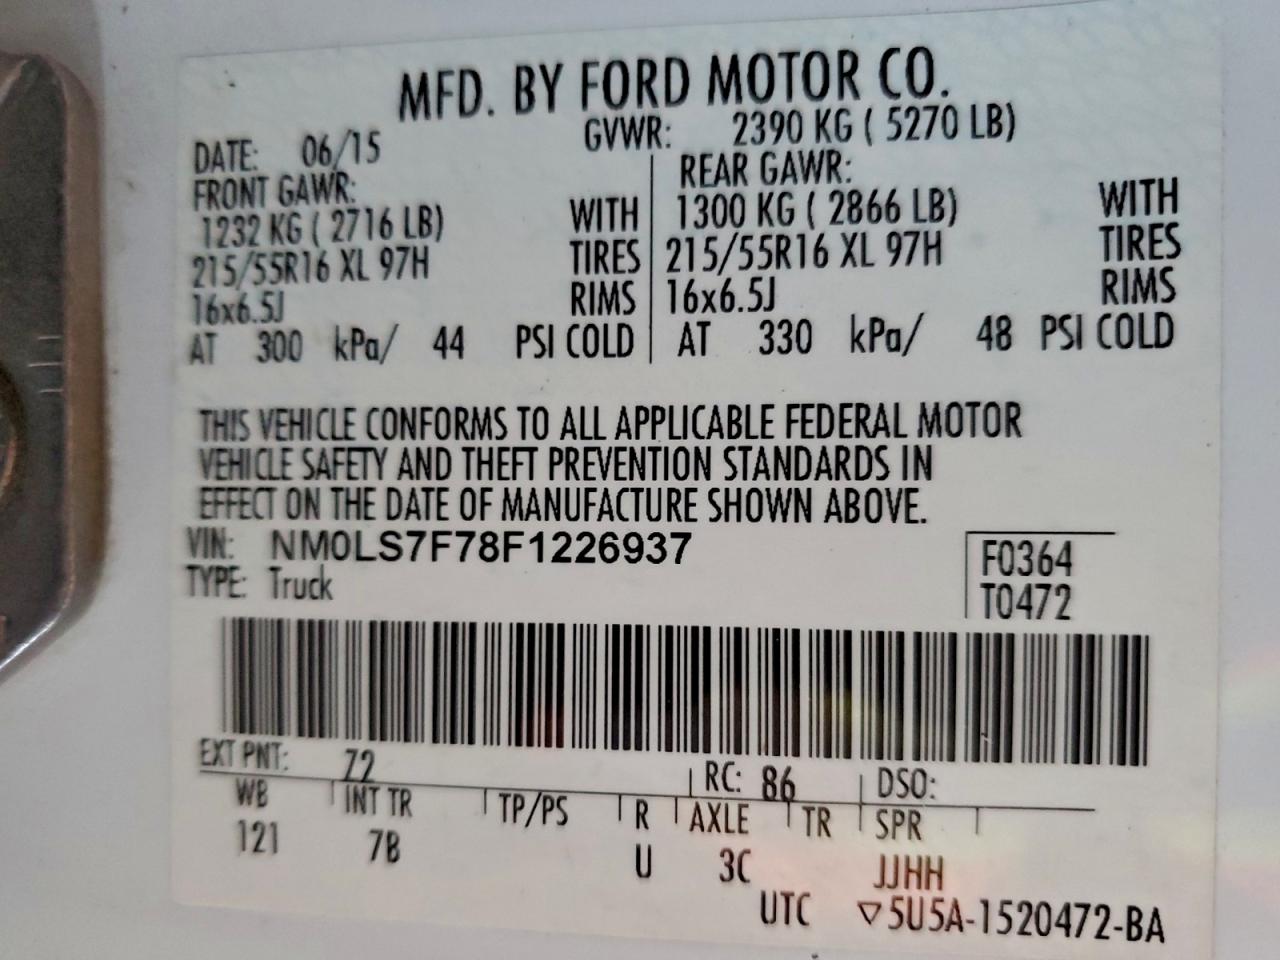 MFD. BY FORD MOTOR CO.
DATE: 06/15 GVWR: 2390 KG ( 5270 LB)
FRONT GAWR: REAR GAWR:
1232 KG ( 2716 LB) WITH 1300 KG ( 2866 LB) WITH
215/55R16 XL 97H TIRES 215/55R16 XL 97H TIRES
16x6.5J RIMS 16x6.5J RIMS
AT 300 kPa/ 44 PSI COLD AT 330 kPa/ 48 PSI COLD
THIS VEHICLE CONFORMS TO ALL APPLICABLE FEDERAL MOTOR
VEHICLE SAFETY AND THEFT PREVENTION STANDARDS IN
EFFECT ON THE DATE OF MANUFACTURE SHOWN ABOVE.
VIN: NM0LS7F78F1226937 F0364
TYPE: Truck T0472
EXT PNT: Z2 RC: 86 DSO:
WB INT TR TP/PS R AXLE TR SPR
121 7B U 3C JJHH
UTC ▽5U5A-1520472-BA